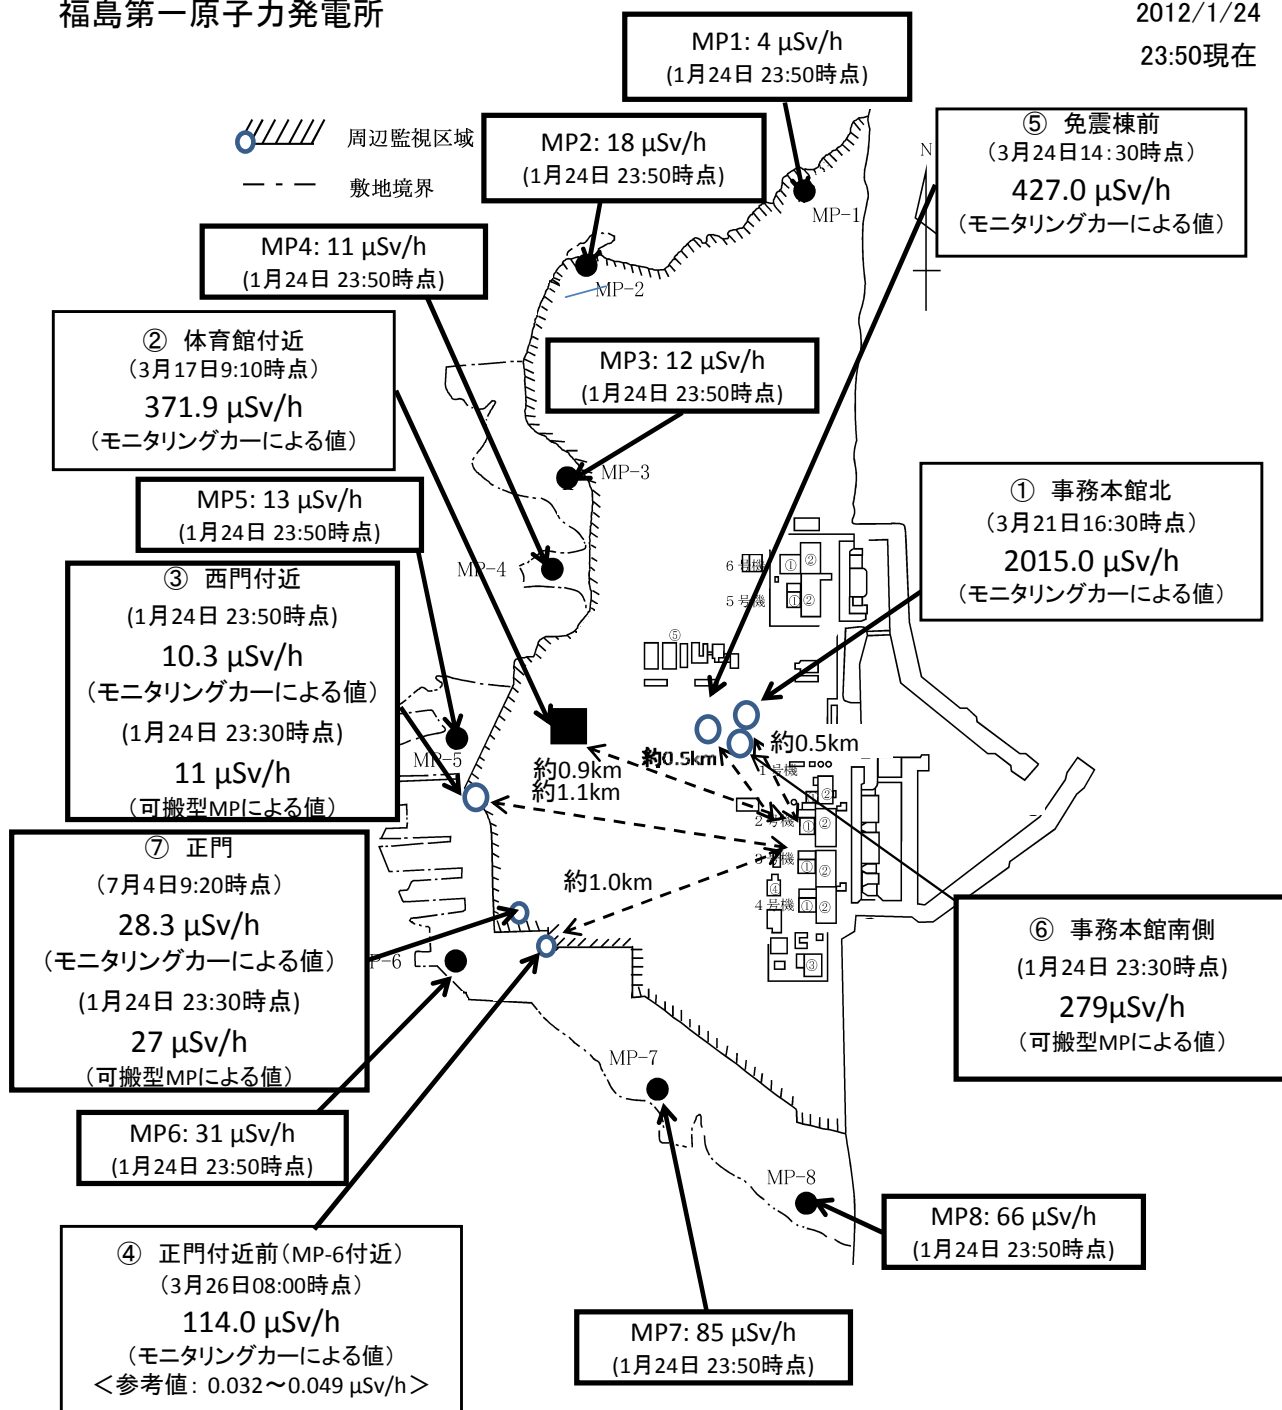 福島第一原子力発電所
2012/1/24
23:50現在
MP1: 4 μSv/h
(1月24日 23:50時点)
周辺監視区域
敷地境界
MP2: 18 μSv/h
(1月24日 23:50時点)
⑤ 免震棟前
(3月24日14:30時点)
427.0 μSv/h
(モニタリングカーによる値)
N
MP-1
MP4: 11 μSv/h
(1月24日 23:50時点)
MP-2
② 体育館付近
(3月17日9:10時点)
371.9 μSv/h
(モニタリングカーによる値)
MP3: 12 μSv/h
(1月24日 23:50時点)
MP-3
MP5: 13 μSv/h
(1月24日 23:50時点)
① 事務本館北
(3月21日16:30時点)
2015.0 μSv/h
(モニタリングカーによる値)
MP-4
6号機
①
②
5号機
①
②
③ 西門付近
(1月24日 23:50時点)
10.3 μSv/h
(モニタリングカーによる値)
(1月24日 23:30時点)
11 μSv/h
(可搬型MPによる値)
⑤
MP-5
約0.9km
約1.1km
約0.5km
約0.5km
1号機
②
2号機
①
②
3号機
①
②
④
4号機
①
②
③
約1.0km
⑦ 正門
(7月4日9:20時点)
28.3 μSv/h
(モニタリングカーによる値)
(1月24日 23:30時点)
27 μSv/h
(可搬型MPによる値)
P-6
⑥ 事務本館南側
(1月24日 23:30時点)
279μSv/h
(可搬型MPによる値)
MP-7
MP6: 31 μSv/h
(1月24日 23:50時点)
MP-8
MP8: 66 μSv/h
(1月24日 23:50時点)
④ 正門付近前(MP-6付近)
(3月26日08:00時点)
114.0 μSv/h
(モニタリングカーによる値)
<参考値: 0.032～0.049 μSv/h>
MP7: 85 μSv/h
(1月24日 23:50時点)